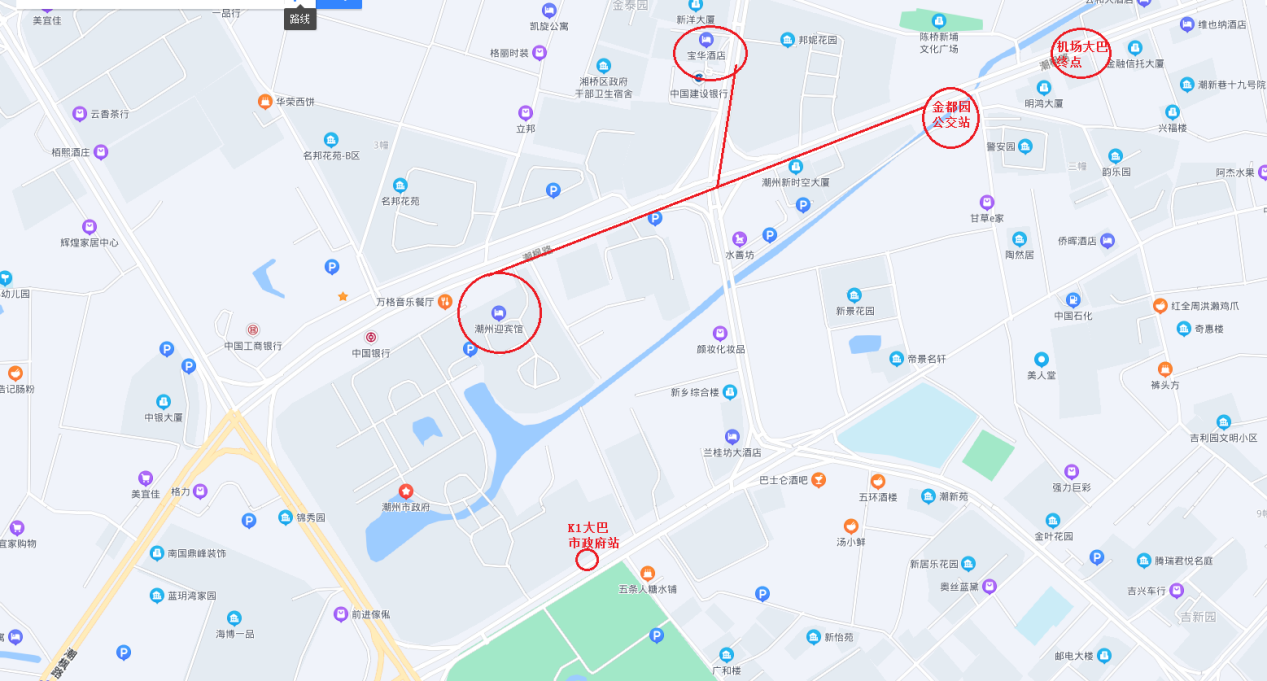 美宜佳
一品行
路线
凯旋公寓
金泰园
新洋大厦
格丽时装
宝华酒店
邦妮花园
陈桥新埔
文化广场
维也纳酒店
机场大巴
终点
金融信托大厦
湘桥区政府
干部卫生宿舍
中国建设银行
华荣西饼
云香茶行
立邦
明鸿大厦
潮新巷十九号院
金都园
公交站
兴福楼
栢熙酒庄
名邦花苑-B区
3幢
警安园
三幢
韵乐园
阿杰水果
名邦花苑
潮州新时空大厦
P
P
P
甘草e家
辉煌家居中心
潮枫路
水善坊
P
陶然居
侨晖酒店
P
幼儿园
万格音乐餐厅
潮州迎宾馆
新景花园
中国石化
红全周洪濑鸡爪
奇惠楼
中国工商银行
中国银行
P
P
P
颜妆化妆品
帝景名轩
美人堂
裤头方
浩记肠粉
中银大厦
新乡综合楼
吉利园文明小区
兰桂坊大酒店
美宜佳
格力
潮州市政府
巴士仑酒吧
五环酒楼
潮新苑
强力巨彩
宜家购物
P
锦秀园
K1大巴
市政府站
汤小鲜
金叶花园
9幢
南国鼎峰装饰
新居乐花园
P
腾瑞君悦名庭
蓝玥湾家园
五条人糖水铺
P
奥丝蓝黛
吉兴车行
海博一品
前进傢俬
P
新怡苑
吉新园
P
潮枫路
广和楼
邮电大楼